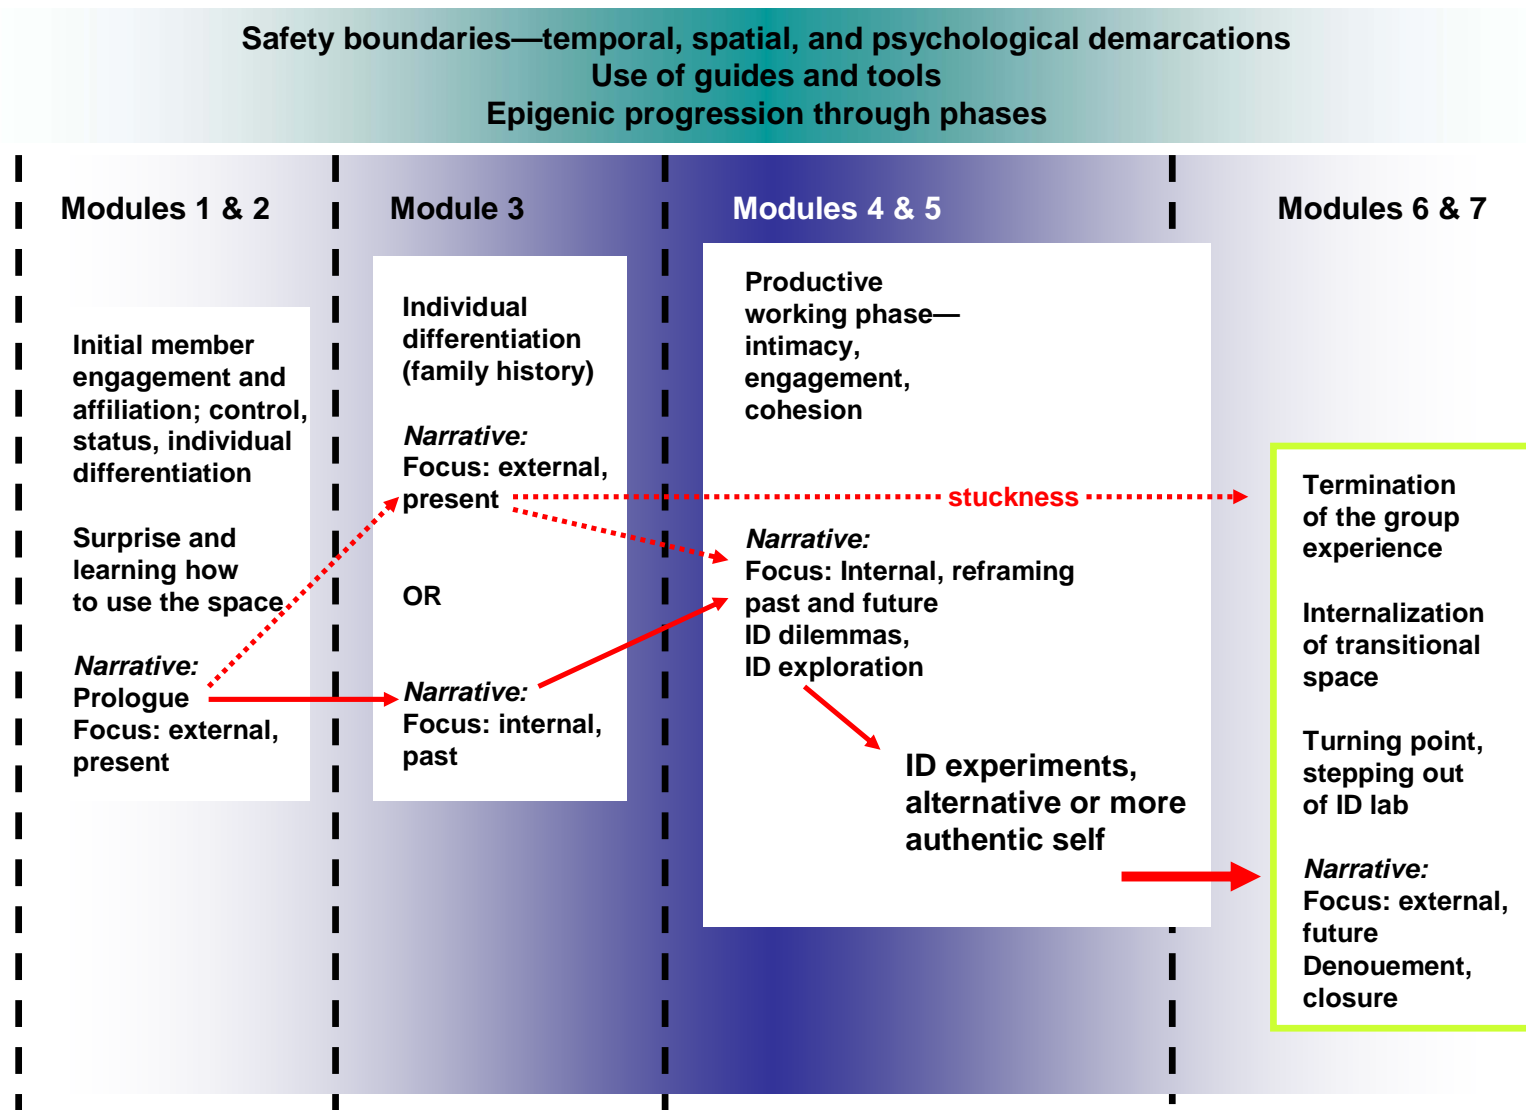 Safety boundaries—temporal, spatial, and psychological demarcations
Use of guides and tools
Epigenic progression through phases
Modules 1 & 2
Initial member
engagement and
affiliation; control,
status, individual
differentiation
Surprise and
learning how
to use the space
Narrative:
Prologue
Focus: external,
present
Module 3
Individual
differentiation
(family history)
Narrative:
Focus: external,
present
OR
Narrative:
Focus: internal,
past
Modules 4 & 5
Productive
working phase—
intimacy,
engagement,
cohesion
stuckness
Narrative:
Focus: Internal, reframing
past and future
ID dilemmas,
ID exploration
ID experiments,
alternative or more
authentic self
Modules 6 & 7
Termination
of the group
experience
Internalization
of transitional
space
Turning point,
stepping out
of ID lab
Narrative:
Focus: external,
future
Denouement,
closure